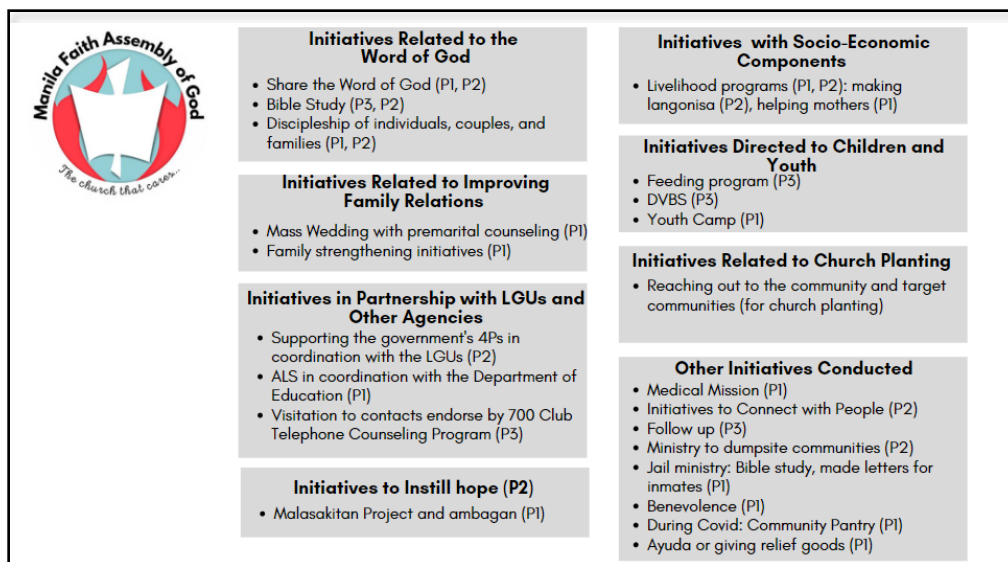 Manila Faith Assembly of God
The church that cares...
Initiatives Related to the
Word of God
• Share the Word of God (P1, P2)
• Bible Study (P3, P2)
• Discipleship of individuals, couples, and
families (P1, P2)
Initiatives Related to Improving
Family Relations
• Mass Wedding with premarital counseling (P1)
• Family strengthening initiatives (P1)
Initiatives in Partnership with LGUs and
Other Agencies
• Supporting the government's 4Ps in
coordination with the LGUs (P2)
• ALS in coordination with the Department of
Education (P1)
• Visitation to contacts endorse by 700 Club
Telephone Counseling Program (P3)
Initiatives to Instill hope (P2)
• Malasakitan Project and ambagan (P1)
Initiatives with Socio-Economic
Components
• Livelihood programs (P1, P2): making
langonisa (P2), helping mothers (P1)
Initiatives Directed to Children and
Youth
• Feeding program (P3)
• DVBS (P3)
• Youth Camp (P1)
Initiatives Related to Church Planting
• Reaching out to the community and target
communities (for church planting)
Other Initiatives Conducted
• Medical Mission (P1)
• Initiatives to Connect with People (P2)
• Follow up (P3)
• Ministry to dumpsite communities (P2)
• Jail ministry: Bible study, made letters for
inmates (P1)
• Benevolence (P1)
• During Covid: Community Pantry (P1)
• Ayuda or giving relief goods (P1)